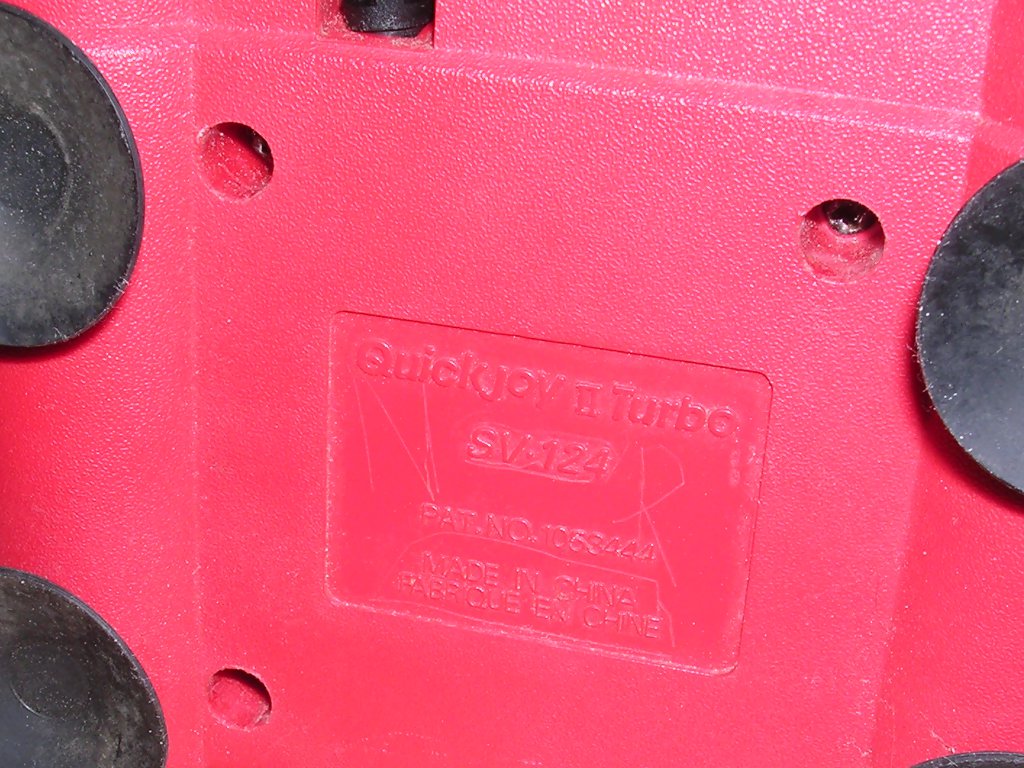 Quickjoy II Turbo
SV-124
N R
PAT.NO.1053444
MADE IN CHINA
FABRIQUE EN CHINE